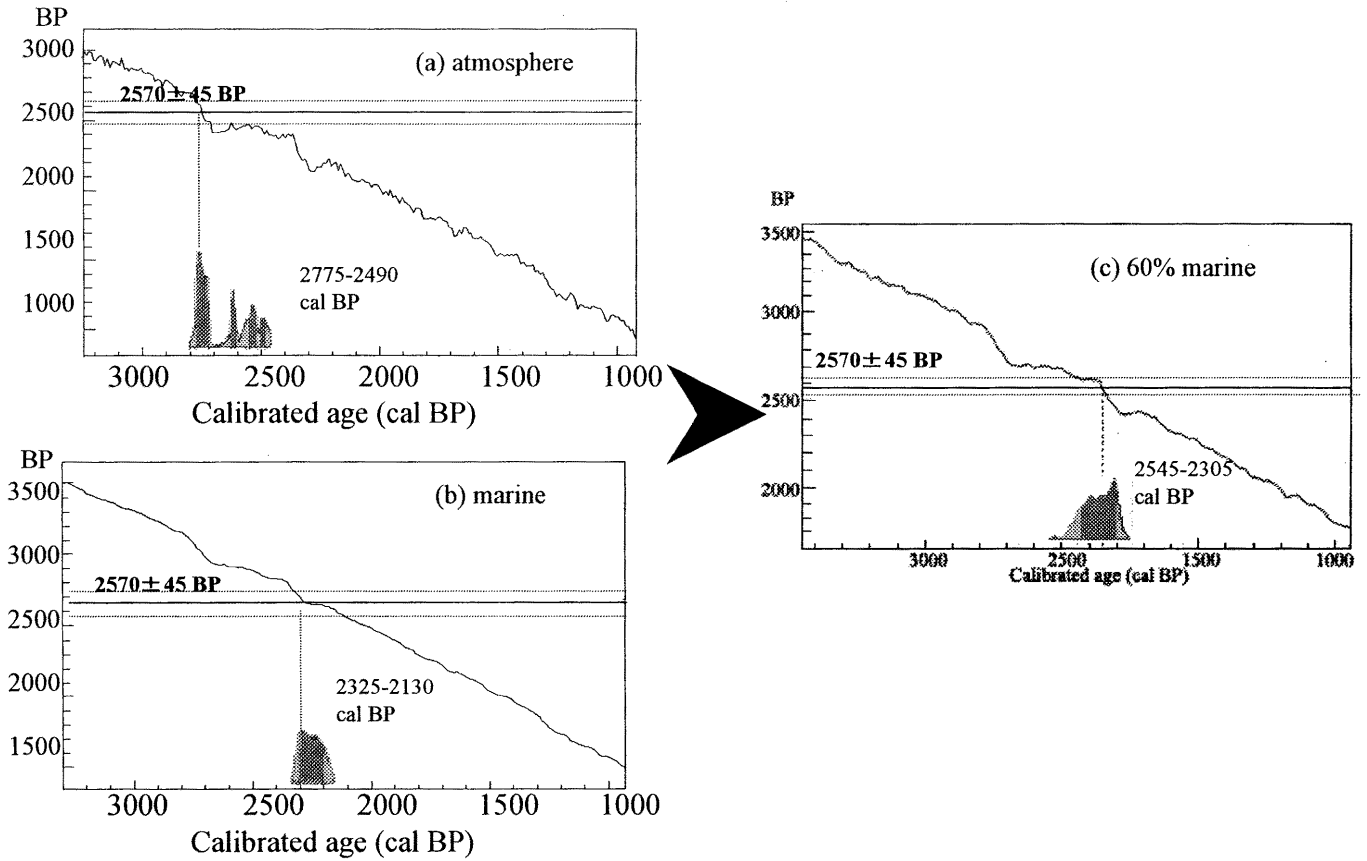 BP
3000
2500
2000
1500
1000
(a) atmosphere
2570±45 BP
2775-2490
cal BP
3000 2500 2000 1500 1000
Calibrated age (cal BP)
BP
3500
3000
2500
2000
1500
(b) marine
2570±45 BP
2325-2130
cal BP
3000 2500 2000 1500 1000
Calibrated age (cal BP)
BP
3500
3000
2500
2000
(c) 60% marine
2570±45 BP
2545-2305
cal BP
3000 2500 1500 1000
Calibrated age (cal BP)